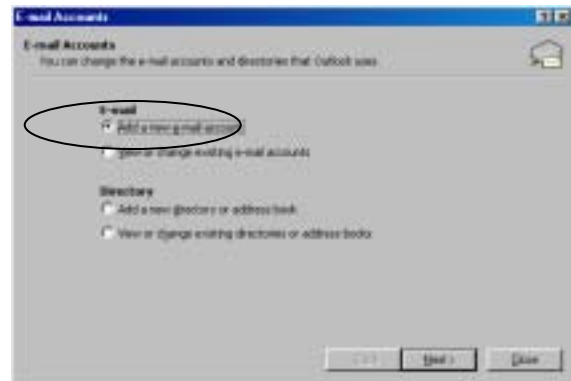 E-mail Accounts
E-mail Accounts
You can change the e-mail accounts and directories that Outlook uses.
E-mail
Add a new e-mail account
View or change existing e-mail accounts
Directory
Add a new directory or address book
View or change existing directories or address books
Next > Close